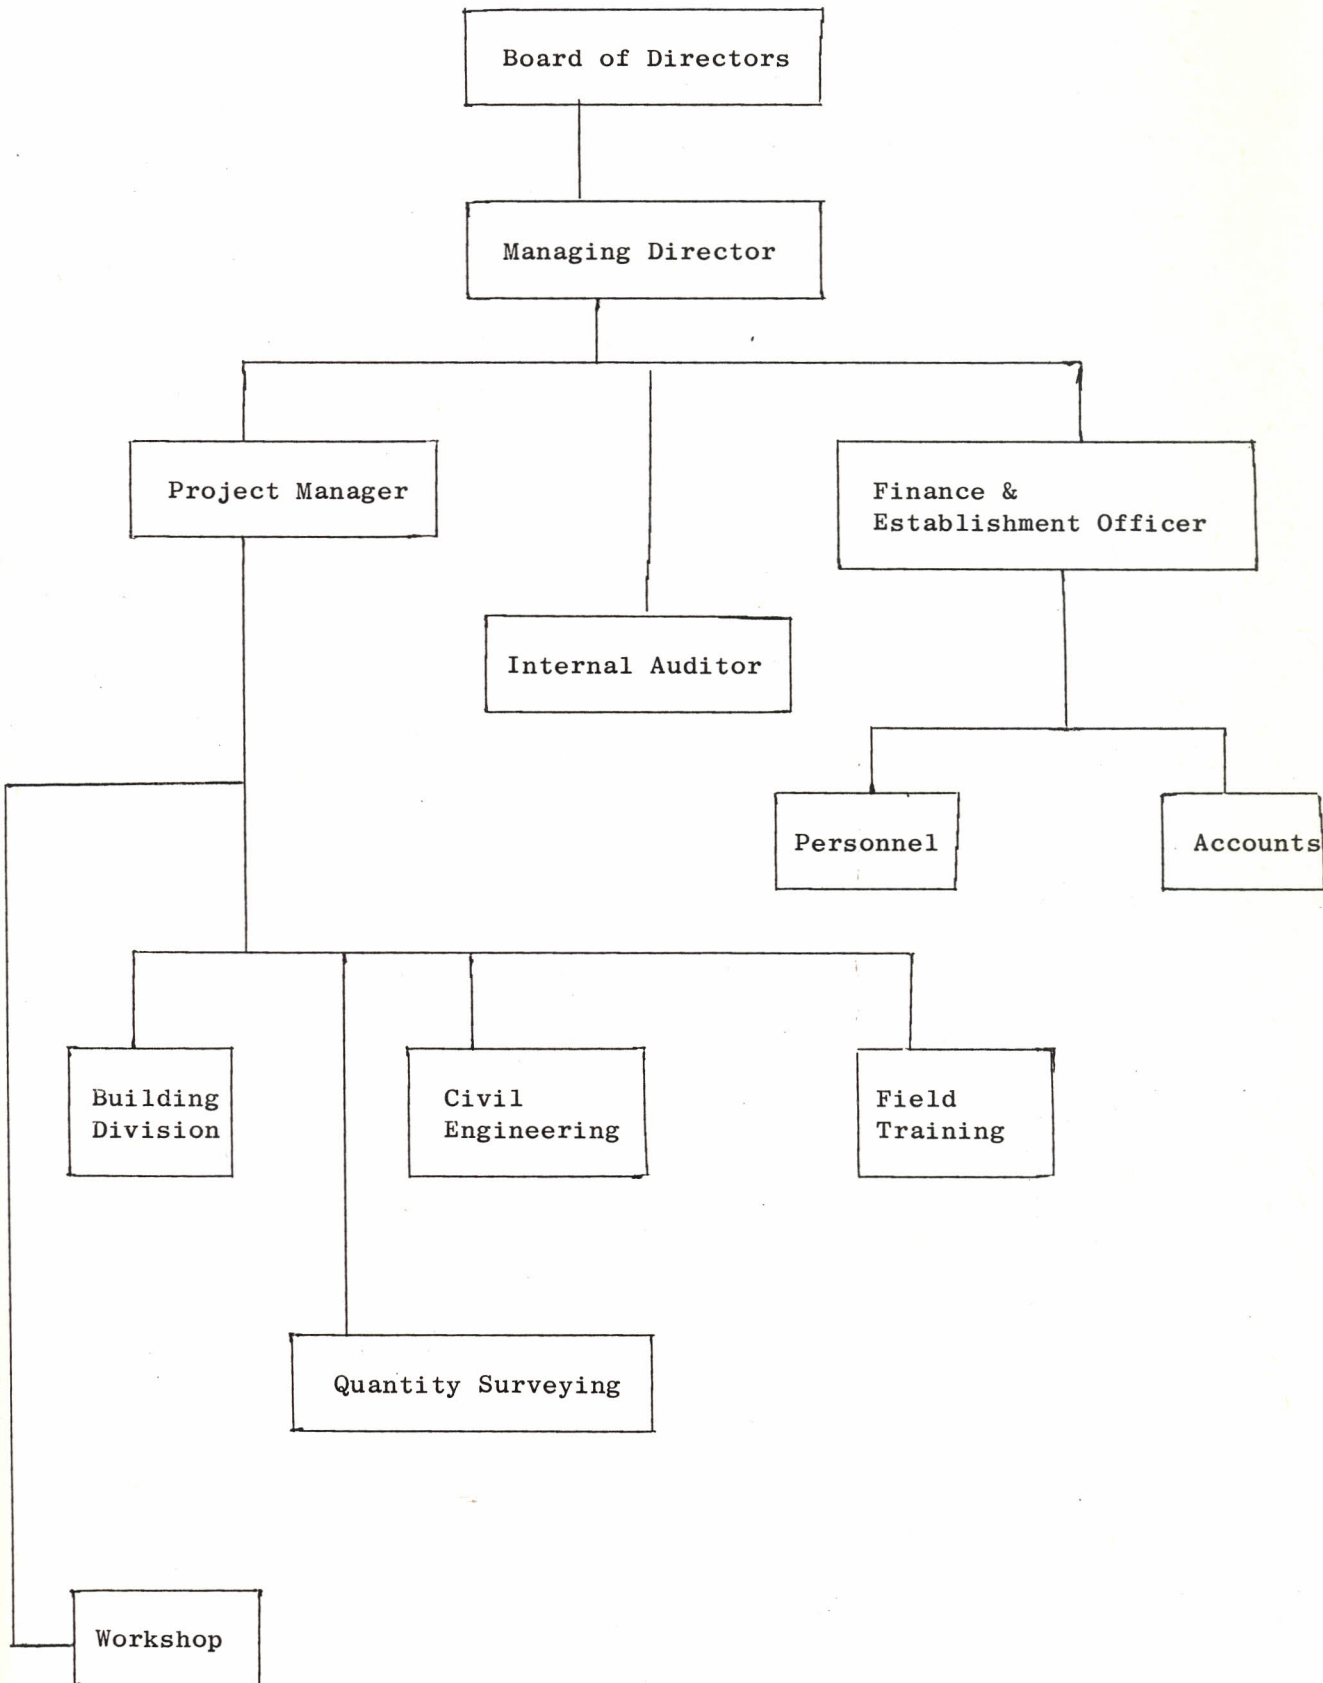 Board of Directors
Managing Director
Project Manager
Finance &
Establishment Officer
Internal Auditor
Personnel
Accounts
Building
Division
Civil
Engineering
Field
Training
Quantity Surveying
Workshop